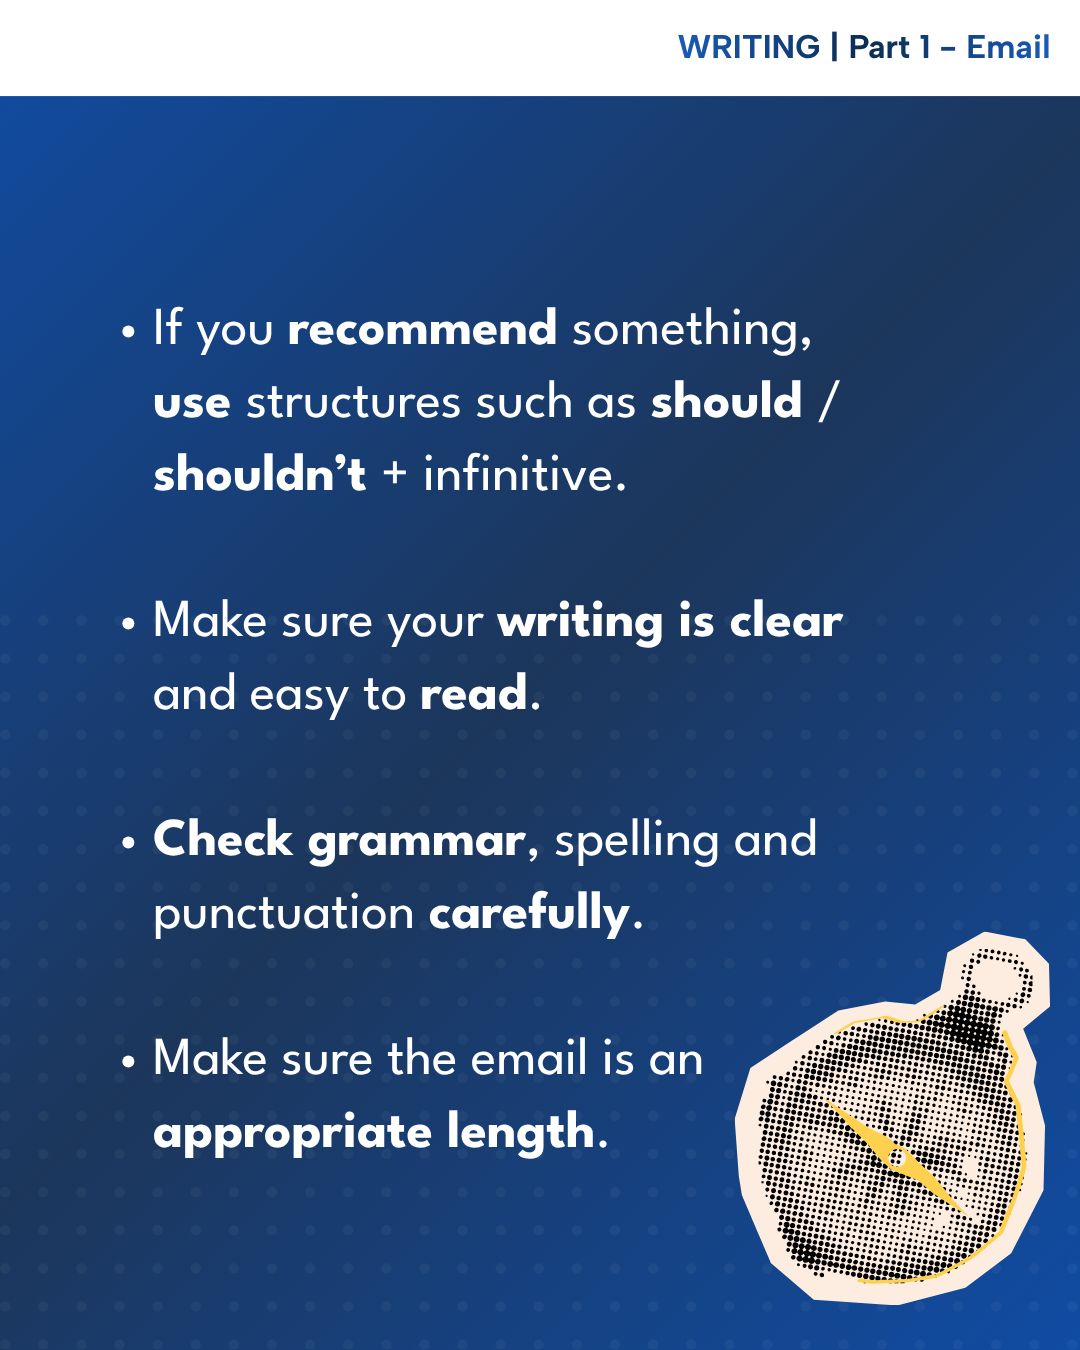 WRITING | Part 1 – Email
• If you recommend something,
use structures such as should /
shouldn’t + infinitive.
• Make sure your writing is clear
and easy to read.
• Check grammar, spelling and
punctuation carefully.
• Make sure the email is an
appropriate length.